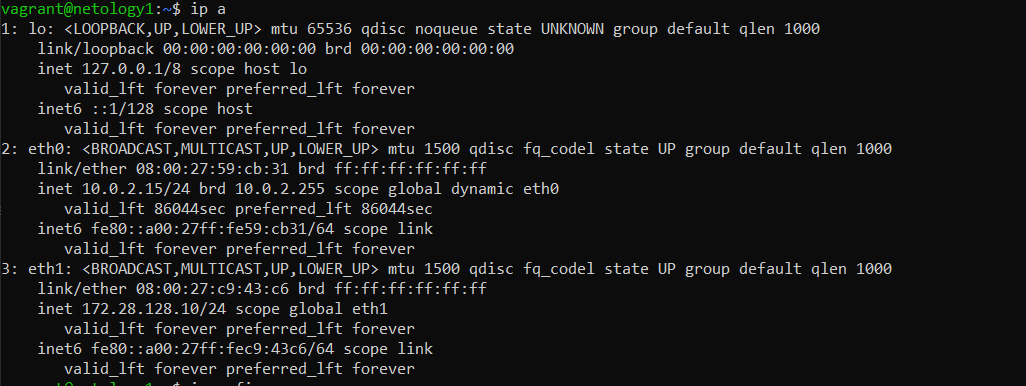 vagrant@netology1:~$ ip a
1: lo: <LOOPBACK,UP,LOWER_UP> mtu 65536 qdisc noqueue state UNKNOWN group default qlen 1000
    link/loopback 00:00:00:00:00:00 brd 00:00:00:00:00:00
    inet 127.0.0.1/8 scope host lo
       valid_lft forever preferred_lft forever
    inet6 ::1/128 scope host
       valid_lft forever preferred_lft forever
2: eth0: <BROADCAST,MULTICAST,UP,LOWER_UP> mtu 1500 qdisc fq_codel state UP group default qlen 1000
    link/ether 08:00:27:59:cb:31 brd ff:ff:ff:ff:ff:ff
    inet 10.0.2.15/24 brd 10.0.2.255 scope global dynamic eth0
       valid_lft 86044sec preferred_lft 86044sec
    inet6 fe80::a00:27ff:fe59:cb31/64 scope link
       valid_lft forever preferred_lft forever
3: eth1: <BROADCAST,MULTICAST,UP,LOWER_UP> mtu 1500 qdisc fq_codel state UP group default qlen 1000
    link/ether 08:00:27:c9:43:c6 brd ff:ff:ff:ff:ff:ff
    inet 172.28.128.10/24 scope global eth1
       valid_lft forever preferred_lft forever
    inet6 fe80::a00:27ff:fec9:43c6/64 scope link
       valid_lft forever preferred_lft forever